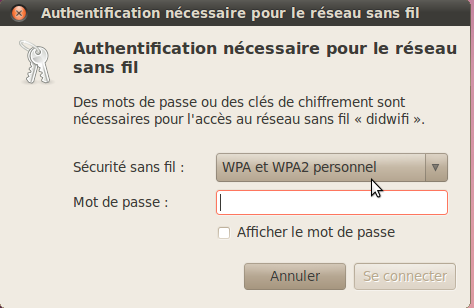 Authentification nécessaire pour le réseau sans fil
Authentification nécessaire pour le réseau
sans fil
Des mots de passe ou des clés de chiffrement sont
nécessaires pour l'accès au réseau sans fil « didwifi ».
Sécurité sans fil : WPA et WPA2 personnel
Mot de passe :
Afficher le mot de passe
Annuler Se connecter